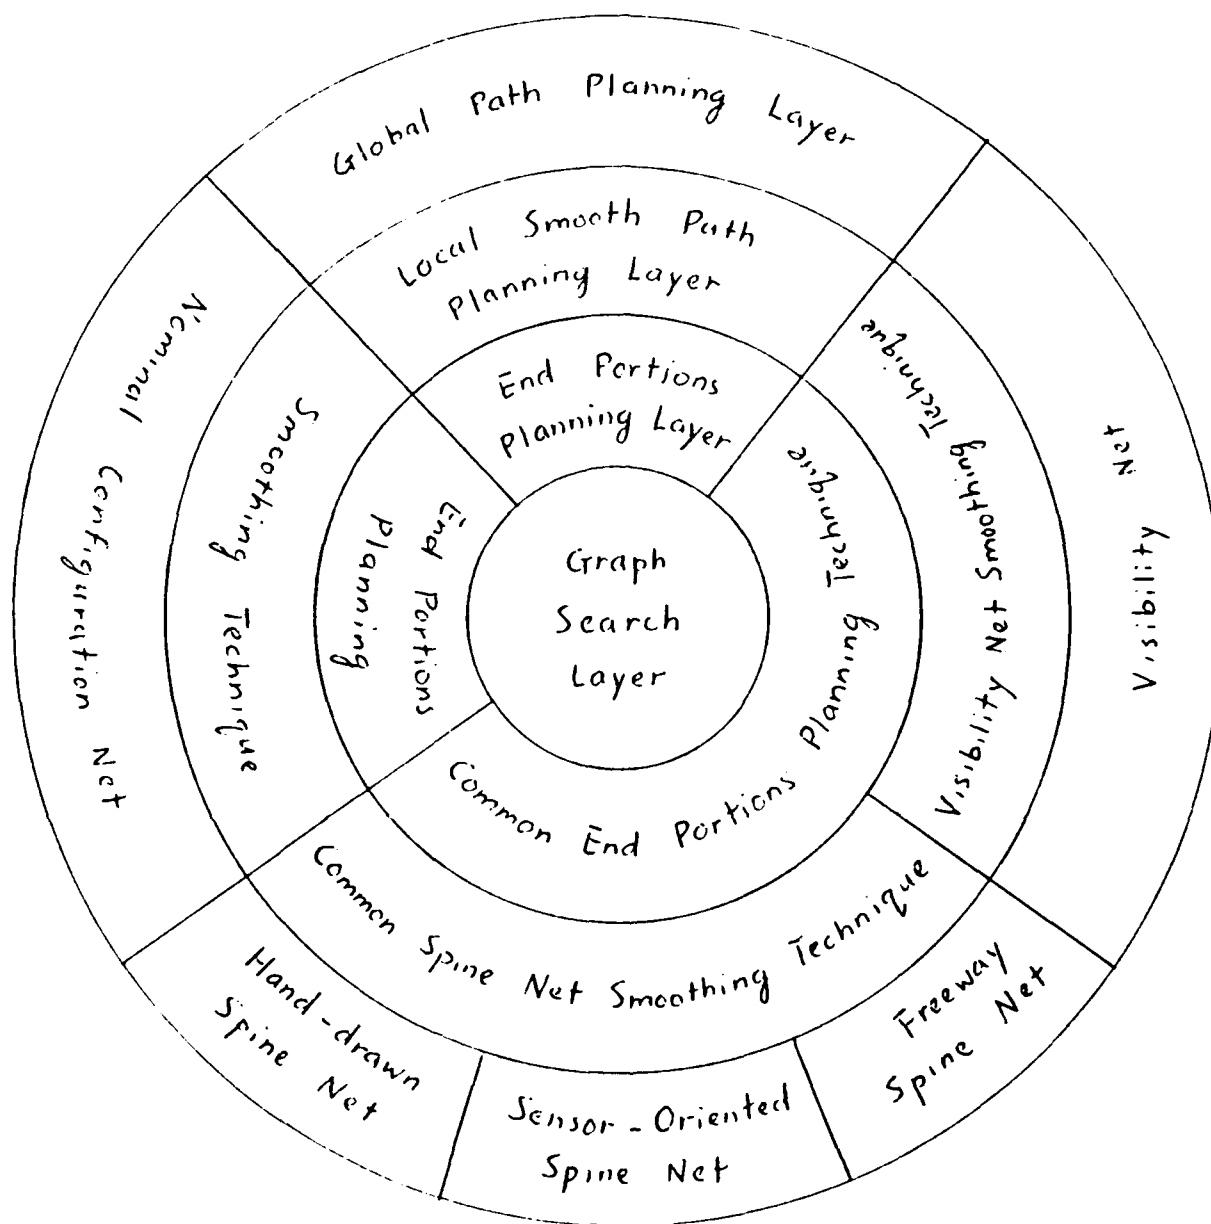 Global Path Planning Layer
Local Smooth Path
Planning Layer
End Portions
Planning Layer
Graph
Search
Layer
Nominal Configuration Net
Smoothing Technique
End Portions
Planning
Visibility Net
Visibility Net Smoothing Technique
Common End Portions Planning Technique
Common Spine Net Smoothing Technique
Hand-drawn
Spine Net
Sensor-Oriented
Spine Net
Freeway
Spine Net